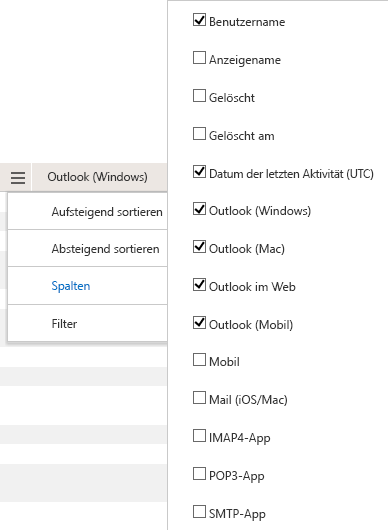 Outlook (Windows)
Aufsteigend sortieren
Absteigend sortieren
Spalten
Filter
Benutzername
Anzeigename
Gelöscht
Gelöscht am
Datum der letzten Aktivität (UTC)
Outlook (Windows)
Outlook (Mac)
Outlook im Web
Outlook (Mobil)
Mobil
Mail (iOS/Mac)
IMAP4-App
POP3-App
SMTP-App